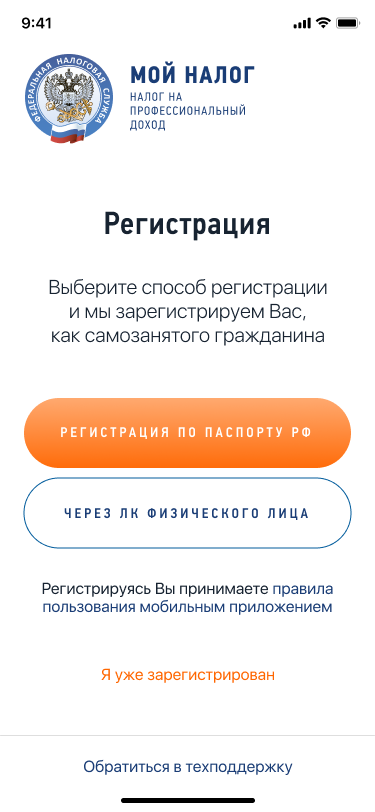 9:41
ФЕДЕРАЛЬНАЯ НАЛОГОВАЯ СЛУЖБА
МОЙ НАЛОГ
НАЛОГ НА
ПРОФЕССИОНАЛЬНЫЙ
ДОХОД
Регистрация
Выберите способ регистрации
и мы зарегистрируем Вас,
как самозанятого гражданина
РЕГИСТРАЦИЯ ПО ПАСПОРТУ РФ
ЧЕРЕЗ ЛК ФИЗИЧЕСКОГО ЛИЦА
Регистрируясь Вы принимаете правила
пользования мобильным приложением
Я уже зарегистрирован
Обратиться в техподдержку